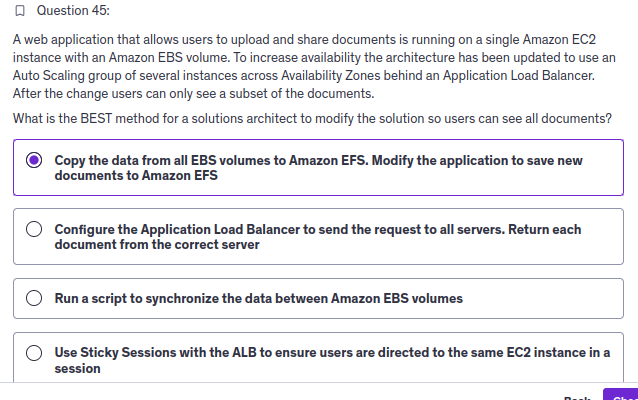 Question 45:
A web application that allows users to upload and share documents is running on a single Amazon EC2
instance with an Amazon EBS volume. To increase availability the architecture has been updated to use an
Auto Scaling group of several instances across Availability Zones behind an Application Load Balancer.
After the change users can only see a subset of the documents.
What is the BEST method for a solutions architect to modify the solution so users can see all documents?
Copy the data from all EBS volumes to Amazon EFS. Modify the application to save new
documents to Amazon EFS
Configure the Application Load Balancer to send the request to all servers. Return each
document from the correct server
Run a script to synchronize the data between Amazon EBS volumes
Use Sticky Sessions with the ALB to ensure users are directed to the same EC2 instance in a
session